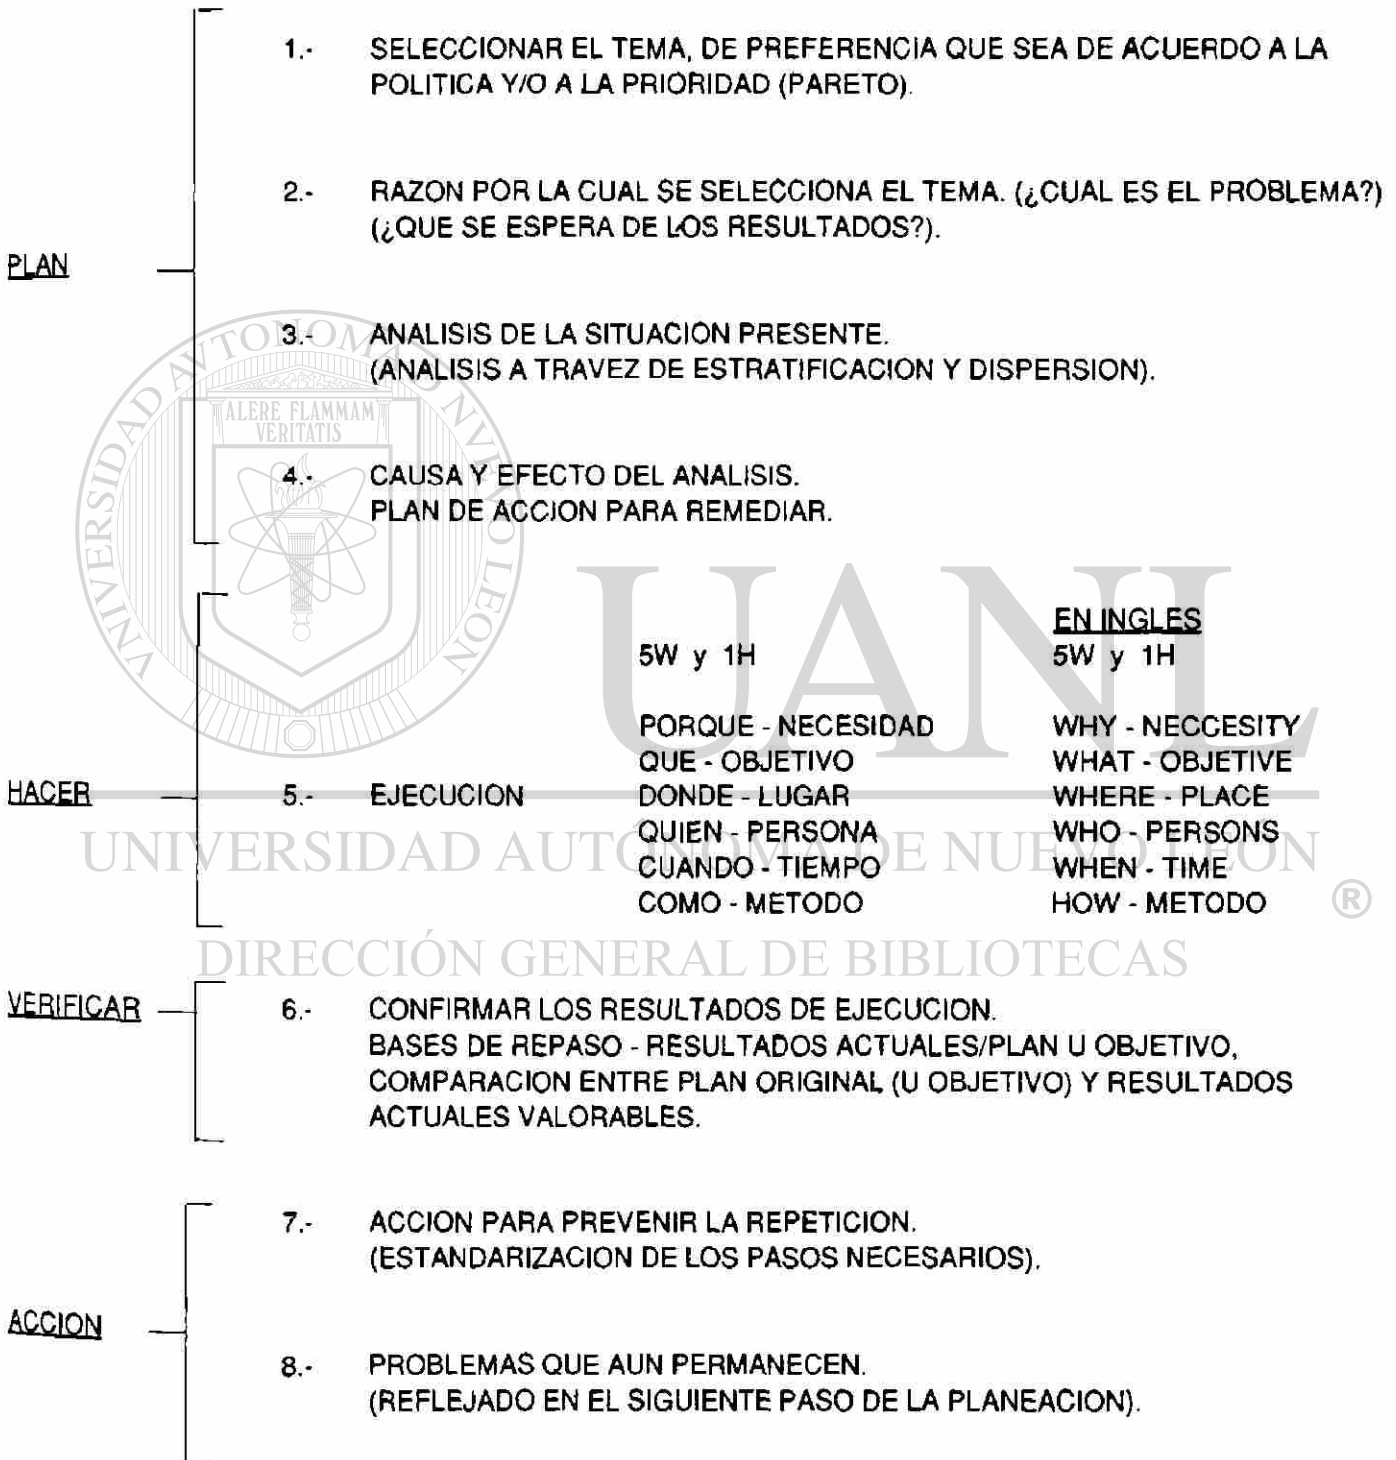 1.- SELECCIONAR EL TEMA, DE PREFERENCIA QUE SEA DE ACUERDO A LA
POLITICA Y/O A LA PRIORIDAD (PARETO).
2.- RAZON POR LA CUAL SE SELECCIONA EL TEMA. (¿CUAL ES EL PROBLEMA?)
(¿QUE SE ESPERA DE LOS RESULTADOS?).
PLAN
3.- ANALISIS DE LA SITUACION PRESENTE.
(ANALISIS A TRAVEZ DE ESTRATIFICACION Y DISPERSION).
4.- CAUSA Y EFECTO DEL ANALISIS.
PLAN DE ACCION PARA REMEDIAR.
UNIVERSIDAD AVTONOMA DE NVEVO LEON
ALERE FLAMMAM
VERITATIS
UANL
EN INGLES
5W y 1H 5W y 1H
PORQUE - NECESIDAD WHY - NECCESITY
QUE - OBJETIVO WHAT - OBJETIVE
HACER 5.- EJECUCION DONDE - LUGAR WHERE - PLACE
QUIEN - PERSONA WHO - PERSONS
UNIVERSIDAD AUTÓNOMA DE NUEVO LEÓN
CUANDO - TIEMPO WHEN - TIME
COMO - METODO HOW - METODO
®
DIRECCIÓN GENERAL DE BIBLIOTECAS
VERIFICAR 6.- CONFIRMAR LOS RESULTADOS DE EJECUCION.
BASES DE REPASO - RESULTADOS ACTUALES/PLAN U OBJETIVO,
COMPARACION ENTRE PLAN ORIGINAL (U OBJETIVO) Y RESULTADOS
ACTUALES VALORABLES.
7.- ACCION PARA PREVENIR LA REPETICION.
(ESTANDARIZACION DE LOS PASOS NECESARIOS).
ACCION
8.- PROBLEMAS QUE AUN PERMANECEN.
(REFLEJADO EN EL SIGUIENTE PASO DE LA PLANEACION).